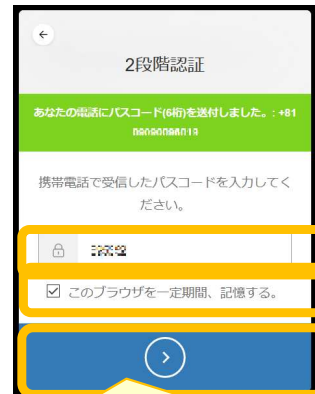 2段階認証
あなたの電話にパスコード(6桁)を送付しました。: +81
携帯電話で受信したパスコードを入力してく
ださい。
このブラウザを一定期間、記憶する。